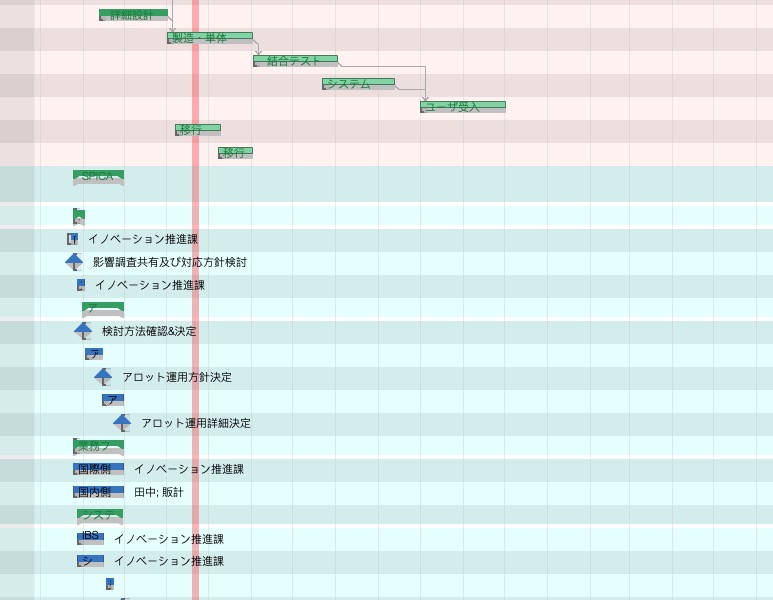 詳細設計
製造・単体
結合テスト
システム
ユーザ受入
移行
移行
SPICA
イノベーション推進課
影響調査共有及び対応方針検討
イノベーション推進課
ア
検討方法確認&決定
ア
アロット運用方針決定
ア
アロット運用詳細決定
業務フ
国際側 イノベーション推進課
国内側 田中; 販計
システ
IBS イノベーション推進課
シ イノベーション推進課